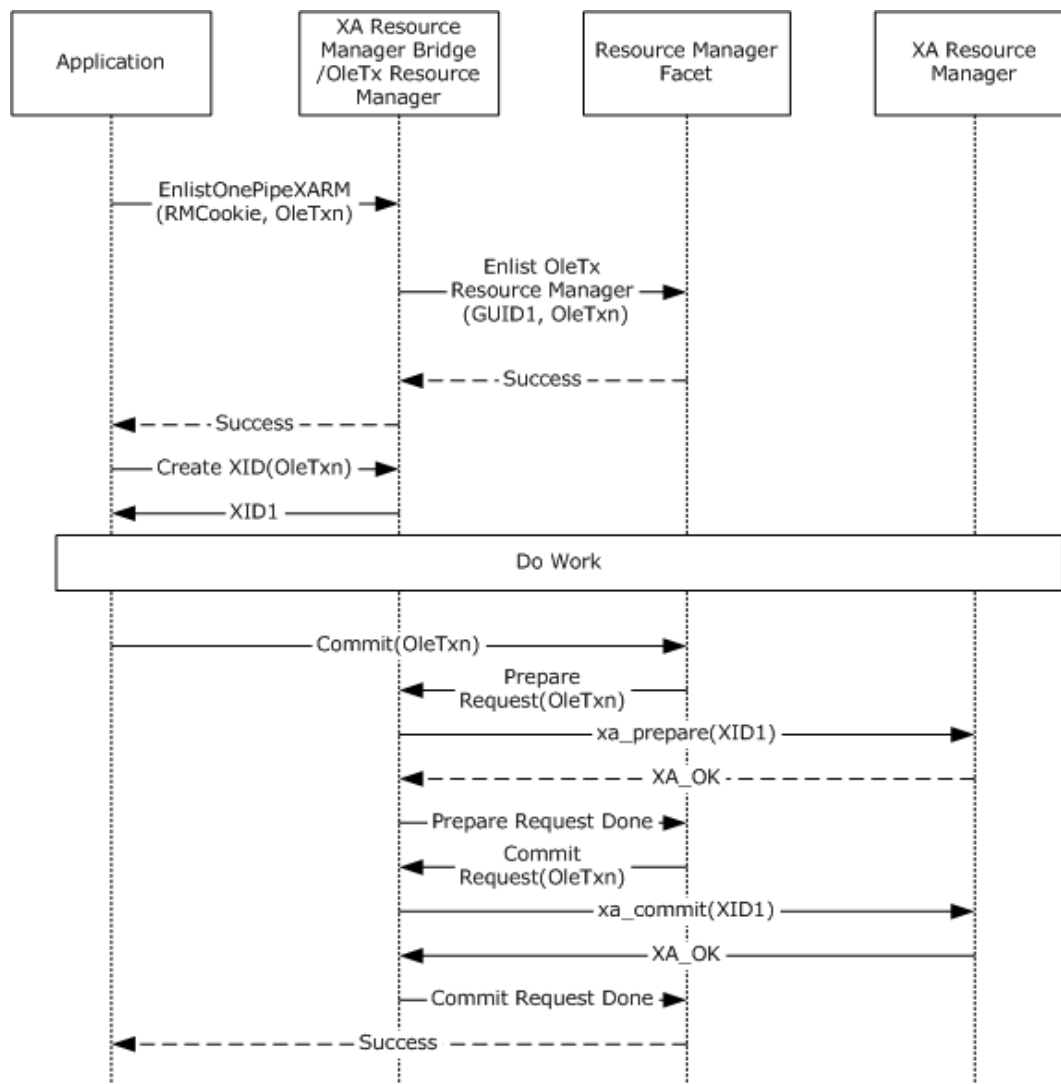 Application
XA Resource
Manager Bridge
/OleTx Resource
Manager
Resource Manager
Facet
XA Resource
Manager
EnlistOnePipeXARM
(RMCookie, OleTxn)
Enlist OleTx
Resource Manager
(GUID1, OleTxn)
Success
Success
Create XID(OleTxn)
XID1
Do Work
Commit(OleTxn)
Prepare
Request(OleTxn)
xa_prepare(XID1)
XA_OK
Prepare Request Done
Commit
Request(OleTxn)
xa_commit(XID1)
XA_OK
Commit Request Done
Success